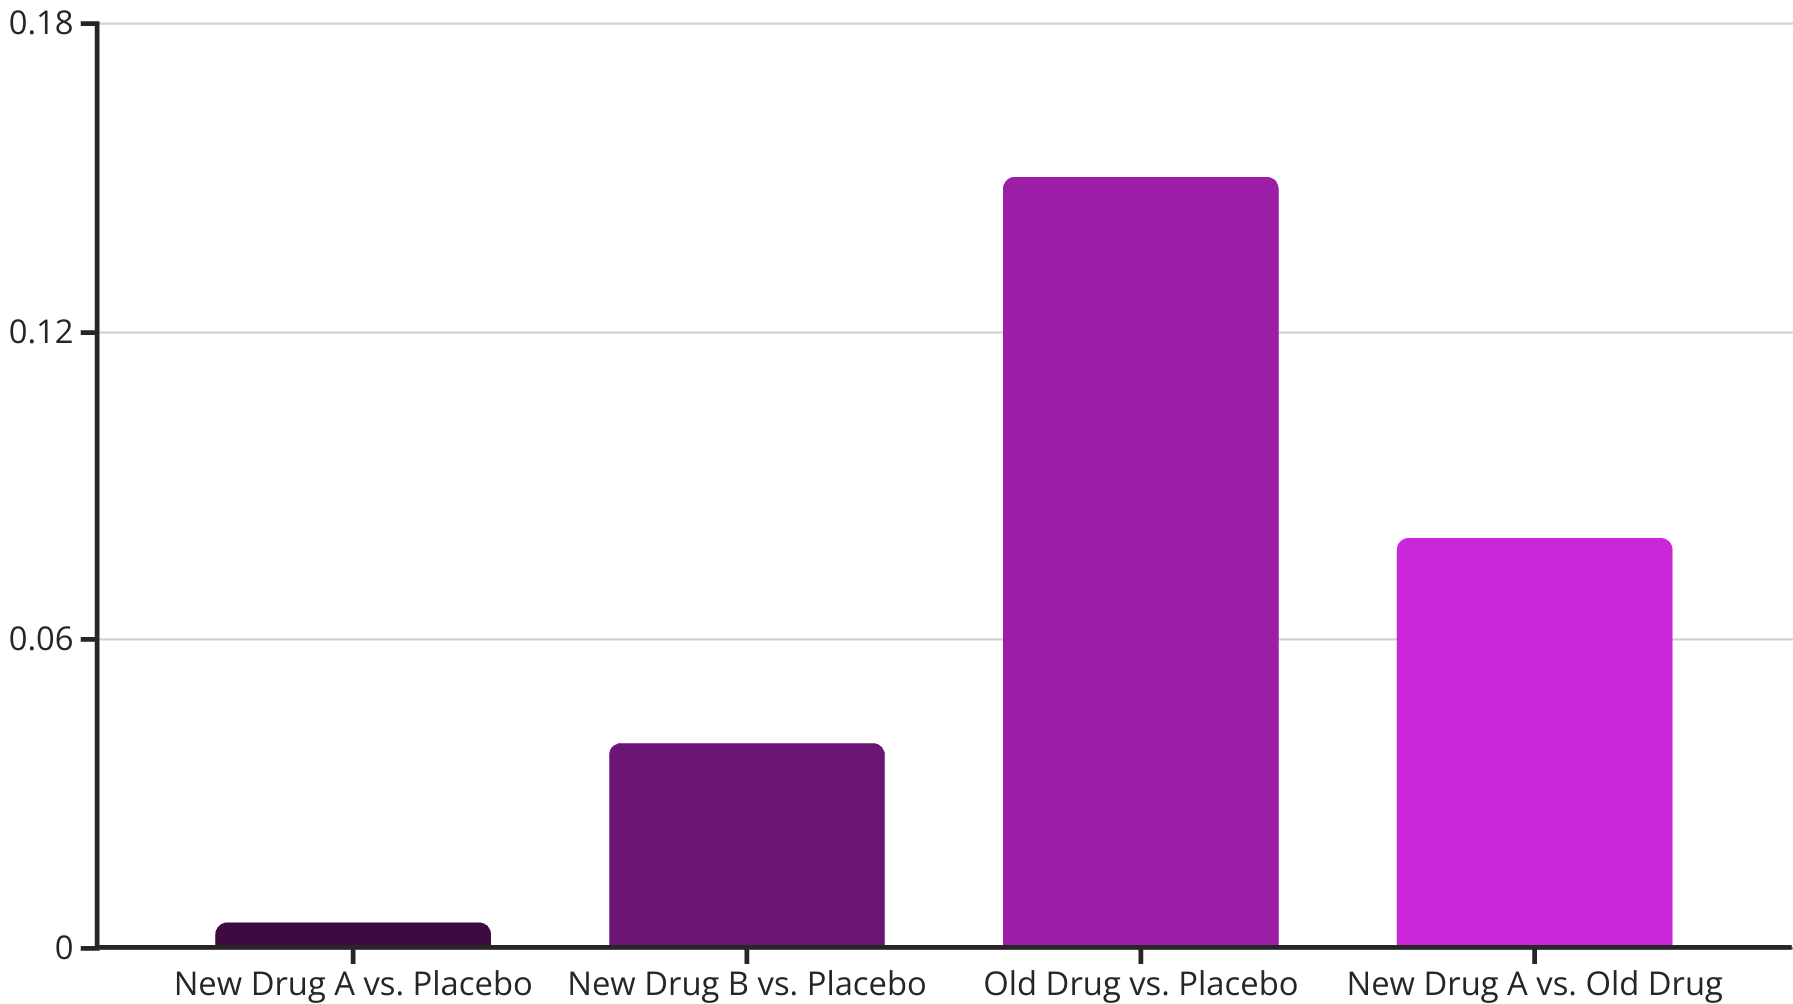 0.18
0.12
0.06
0
New Drug A vs. Placebo
New Drug B vs. Placebo
Old Drug vs. Placebo
New Drug A vs. Old Drug